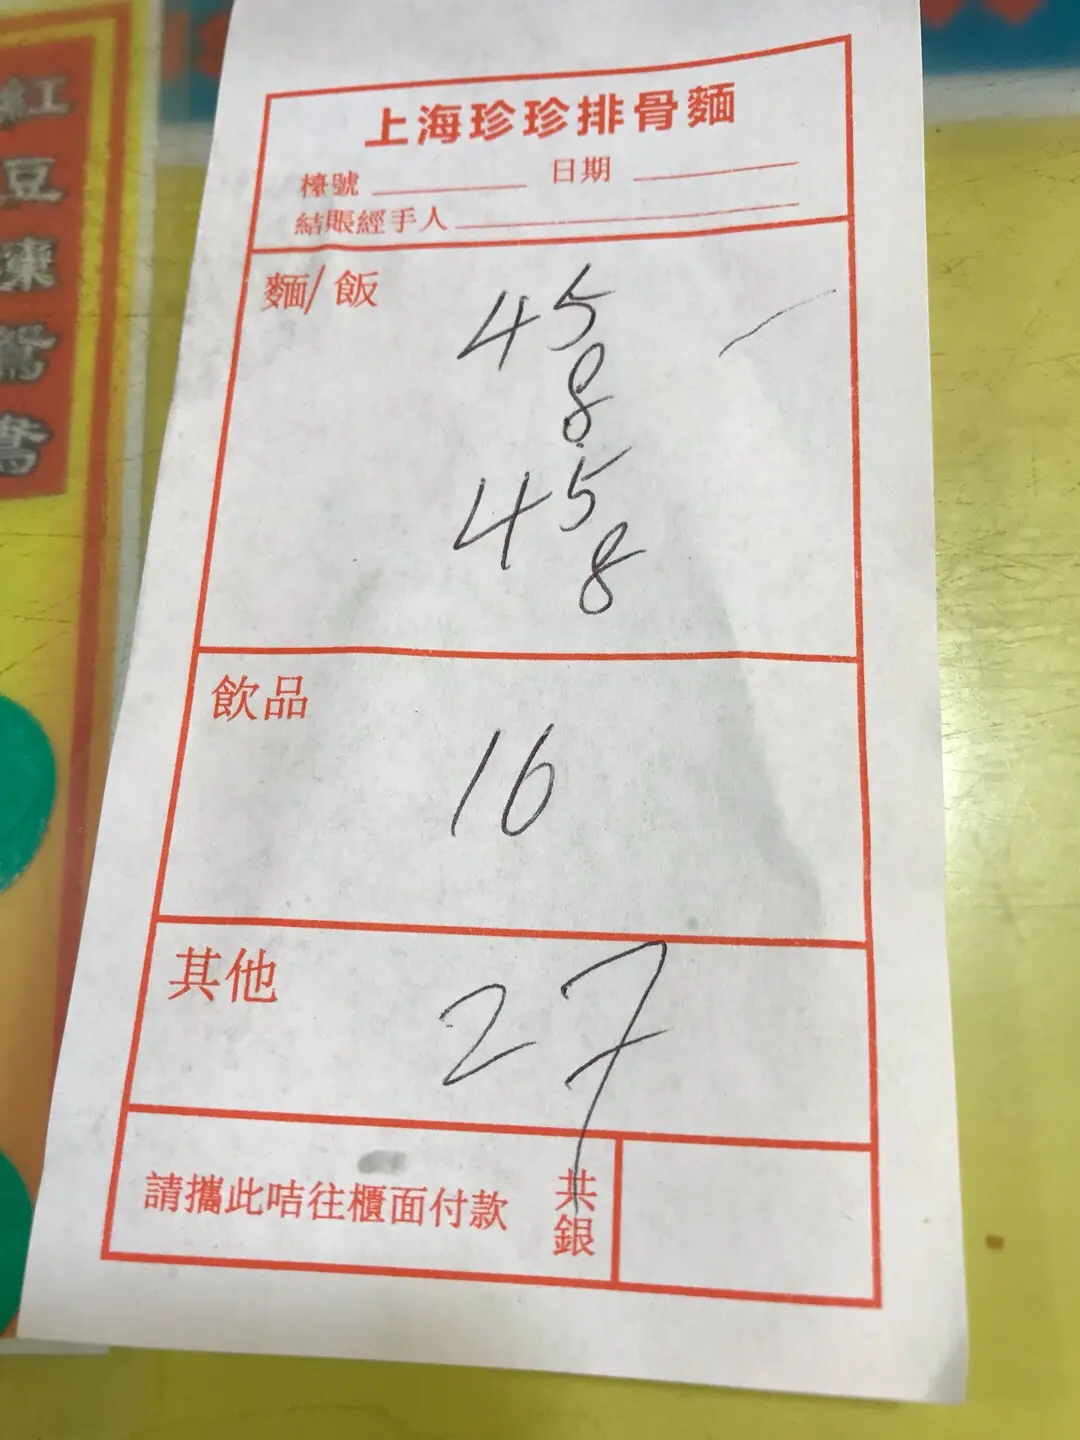 紅豆
鴛鴦
上海珍珍排骨麵
檯號 日期
結賬經手人
麵/飯
45
8
45
8
飲品
16
其他
27
請攜此咭往櫃面付款
共銀